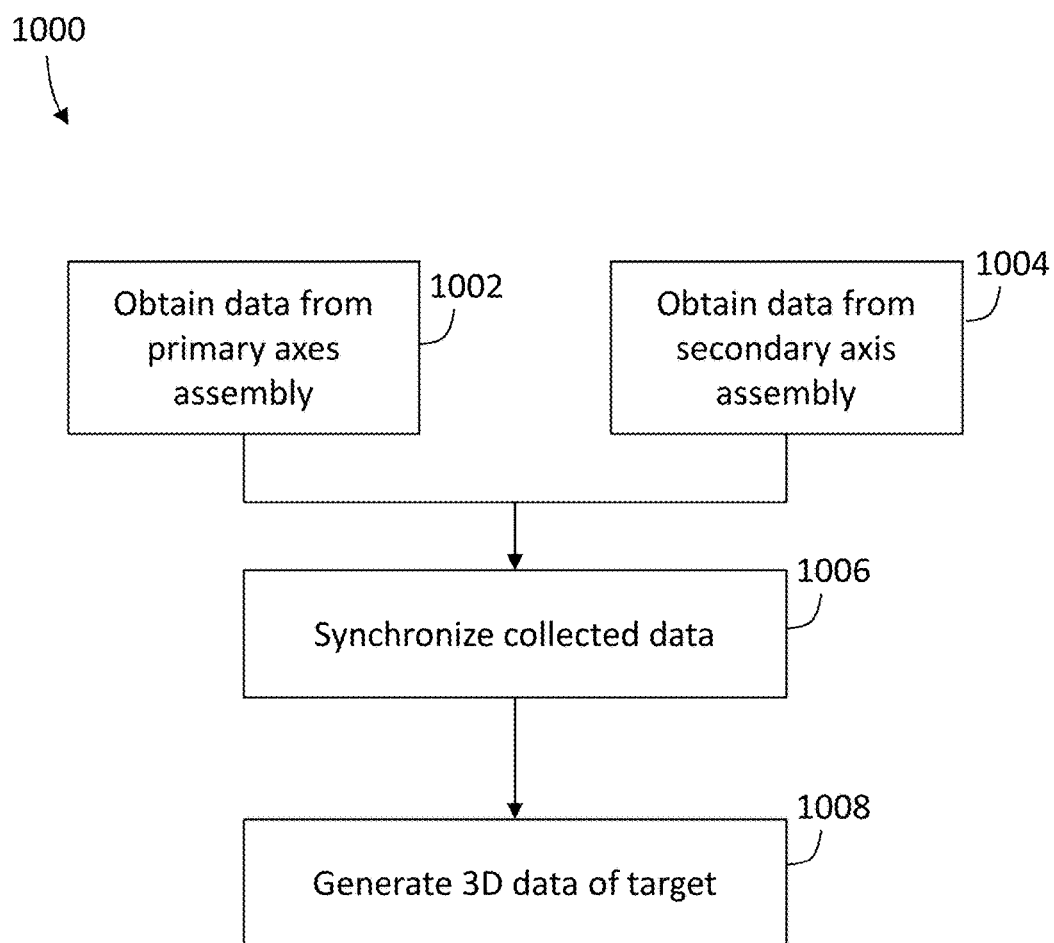 1000
1002
Obtain data from
primary axes
assembly
1004
Obtain data from
secondary axis
assembly
1006
Synchronize collected data
1008
Generate 3D data of target